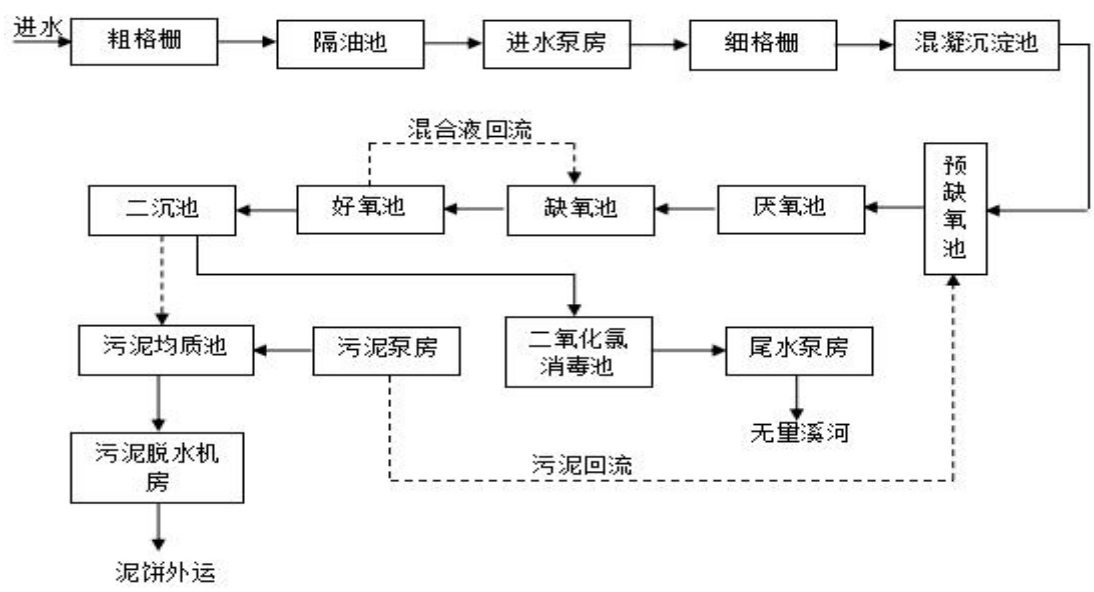 进水
粗格栅
隔油池
进水泵房
细格栅
混凝沉淀池
混合液回流
二沉池
好氧池
缺氧池
厌氧池
预
缺
氧
池
污泥均质池
污泥泵房
二氧化氯
消毒池
尾水泵房
无量溪河
污泥脱水机
房
污泥回流
泥饼外运